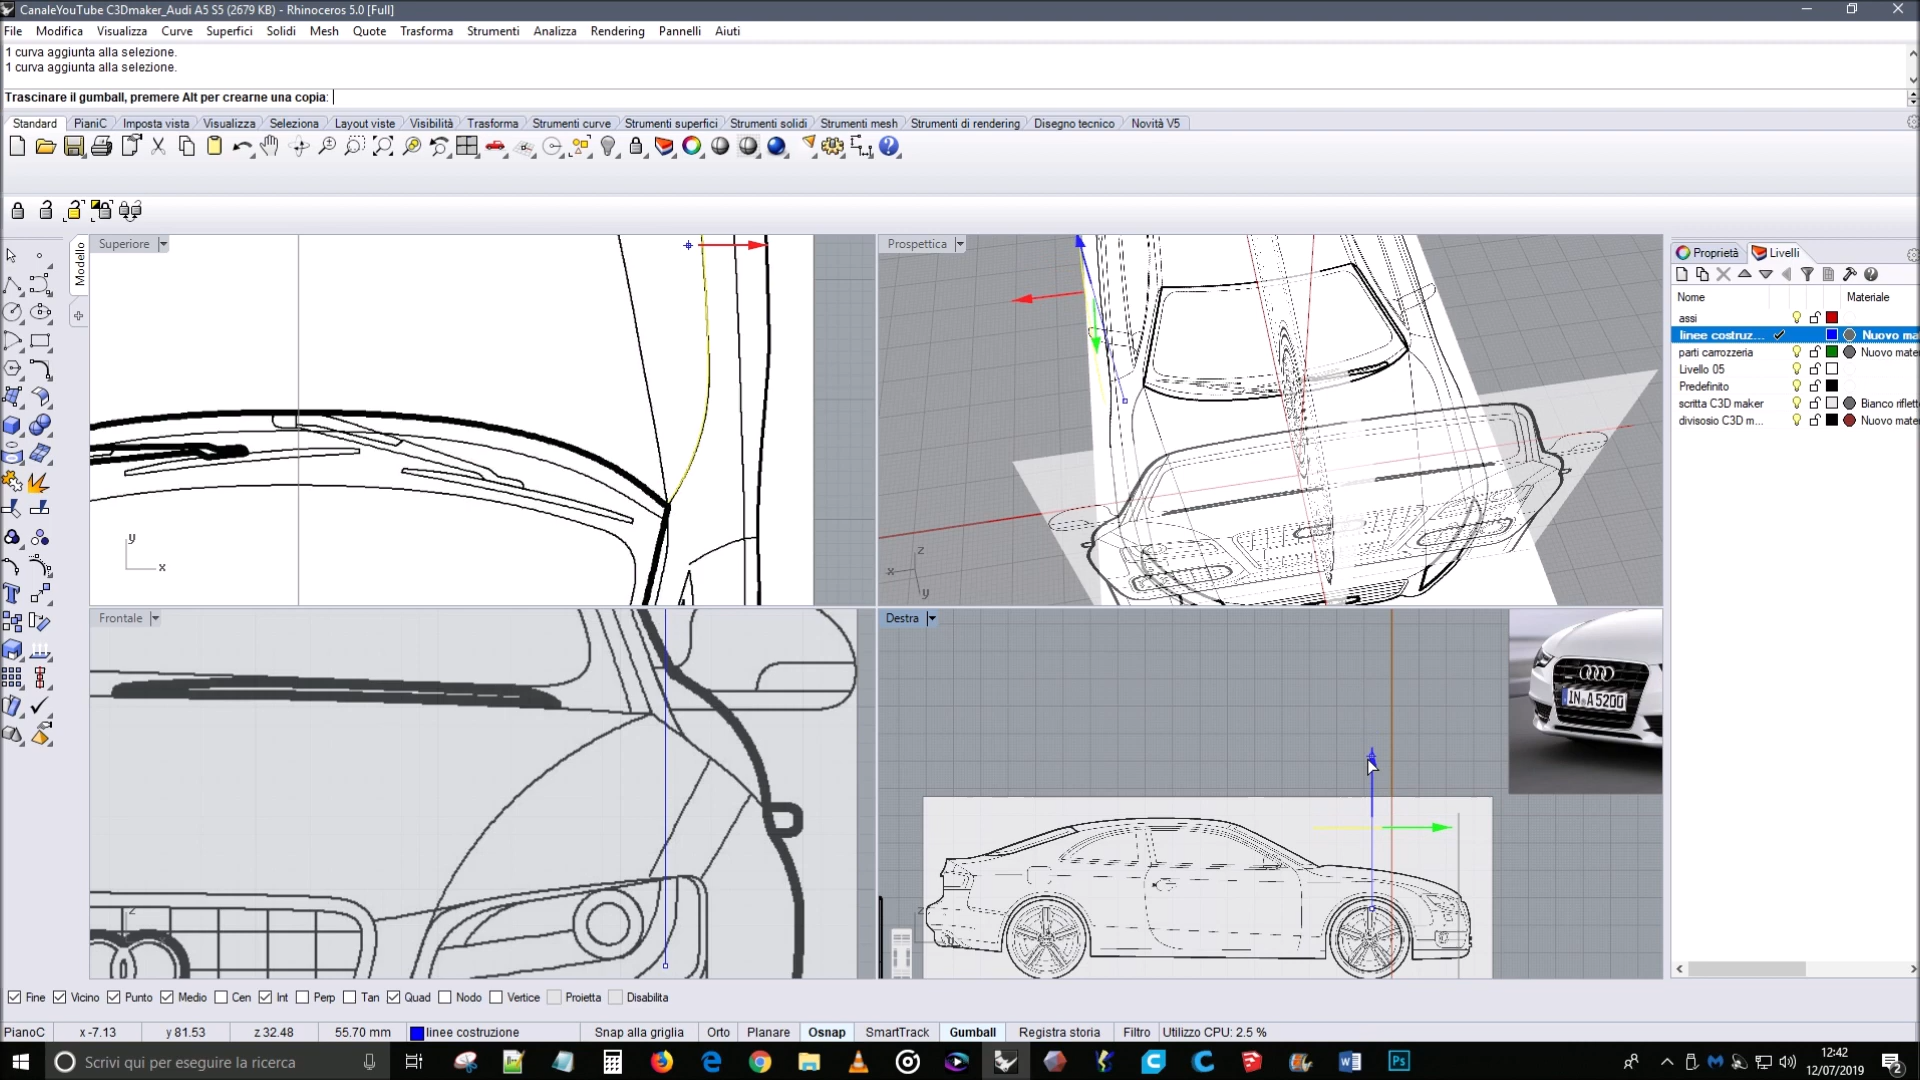 CanaleYouTube C3Dmaker_Audi A5 S5 (2679 KB) - Rhinoceros 5.0 [Full]
File Modifica Visualizza Curve Superfici Solidi Mesh Quote Trasforma Strumenti Analizza Rendering Pannelli Aiuti
1 curva aggiunta alla selezione.
1 curva aggiunta alla selezione.
Trascinare il gumball, premere Alt per crearne una copia:
Standard PianiC Imposta vista Visualizza Seleziona Layout viste Visibilità Trasforma Strumenti curve Strumenti superfici Strumenti solidi Strumenti mesh Strumenti di rendering Disegno tecnico Novità V5
Modello
Superiore
Prospettica
Proprietà Livelli
Nome Materiale
assi
linee costruz... Nuovo ma
parti carrozzeria Nuovo mate
Livello 05
Predefinito
scritta C3D maker Bianco riflett
divisosio C3D m... Nuovo mate
y
x
z
x
y
Frontale
Destra
IN A5200
z
z
Fine Vicino Punto Medio Cen Int Perp Tan Quad Nodo Vertice Proietta Disabilita
PianoC x -7.13 y 81.53 z 32.48 55.70 mm linee costruzione Snap alla griglia Orto Planare Osnap SmartTrack Gumball Registra storia Filtro Utilizzo CPU: 2.5 %
Scrivi qui per eseguire la ricerca
12:42
12/07/2019
2